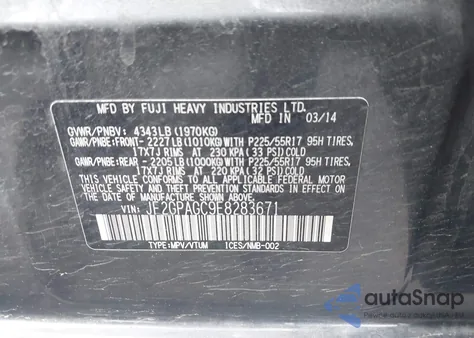 MFD BY FUJI HEAVY INDUSTRIES LTD.
MFD IN 03/14
GVWR/PNBV: 4343LB (1970KG)
GAWR/PNBE:FRONT- 2227LB (1010KG)WITH P225/55R17 95H TIRES,
17X7J RIMS AT 230 KPA (33 PSI) COLD
GAWR/PNBE:REAR - 2205LB (1000KG)WITH P225/55R17 95H TIRES,
17X7J RIMS AT 220 KPA (32 PSI) COLD
THIS VEHICLE CONFORMS TO ALL APPLICABLE
U.S. FEDERAL MOTOR VEHICLE SAFETY
AND THEFT PREVENTION STANDARDS IN EFFECT ON THE
DATE OF MANUFACTURE SHOWN ABOVE.
VIN: JF2GPAGC9E8283671
TYPE:MPV/VTUM ICES/NMB-002
autoSnap